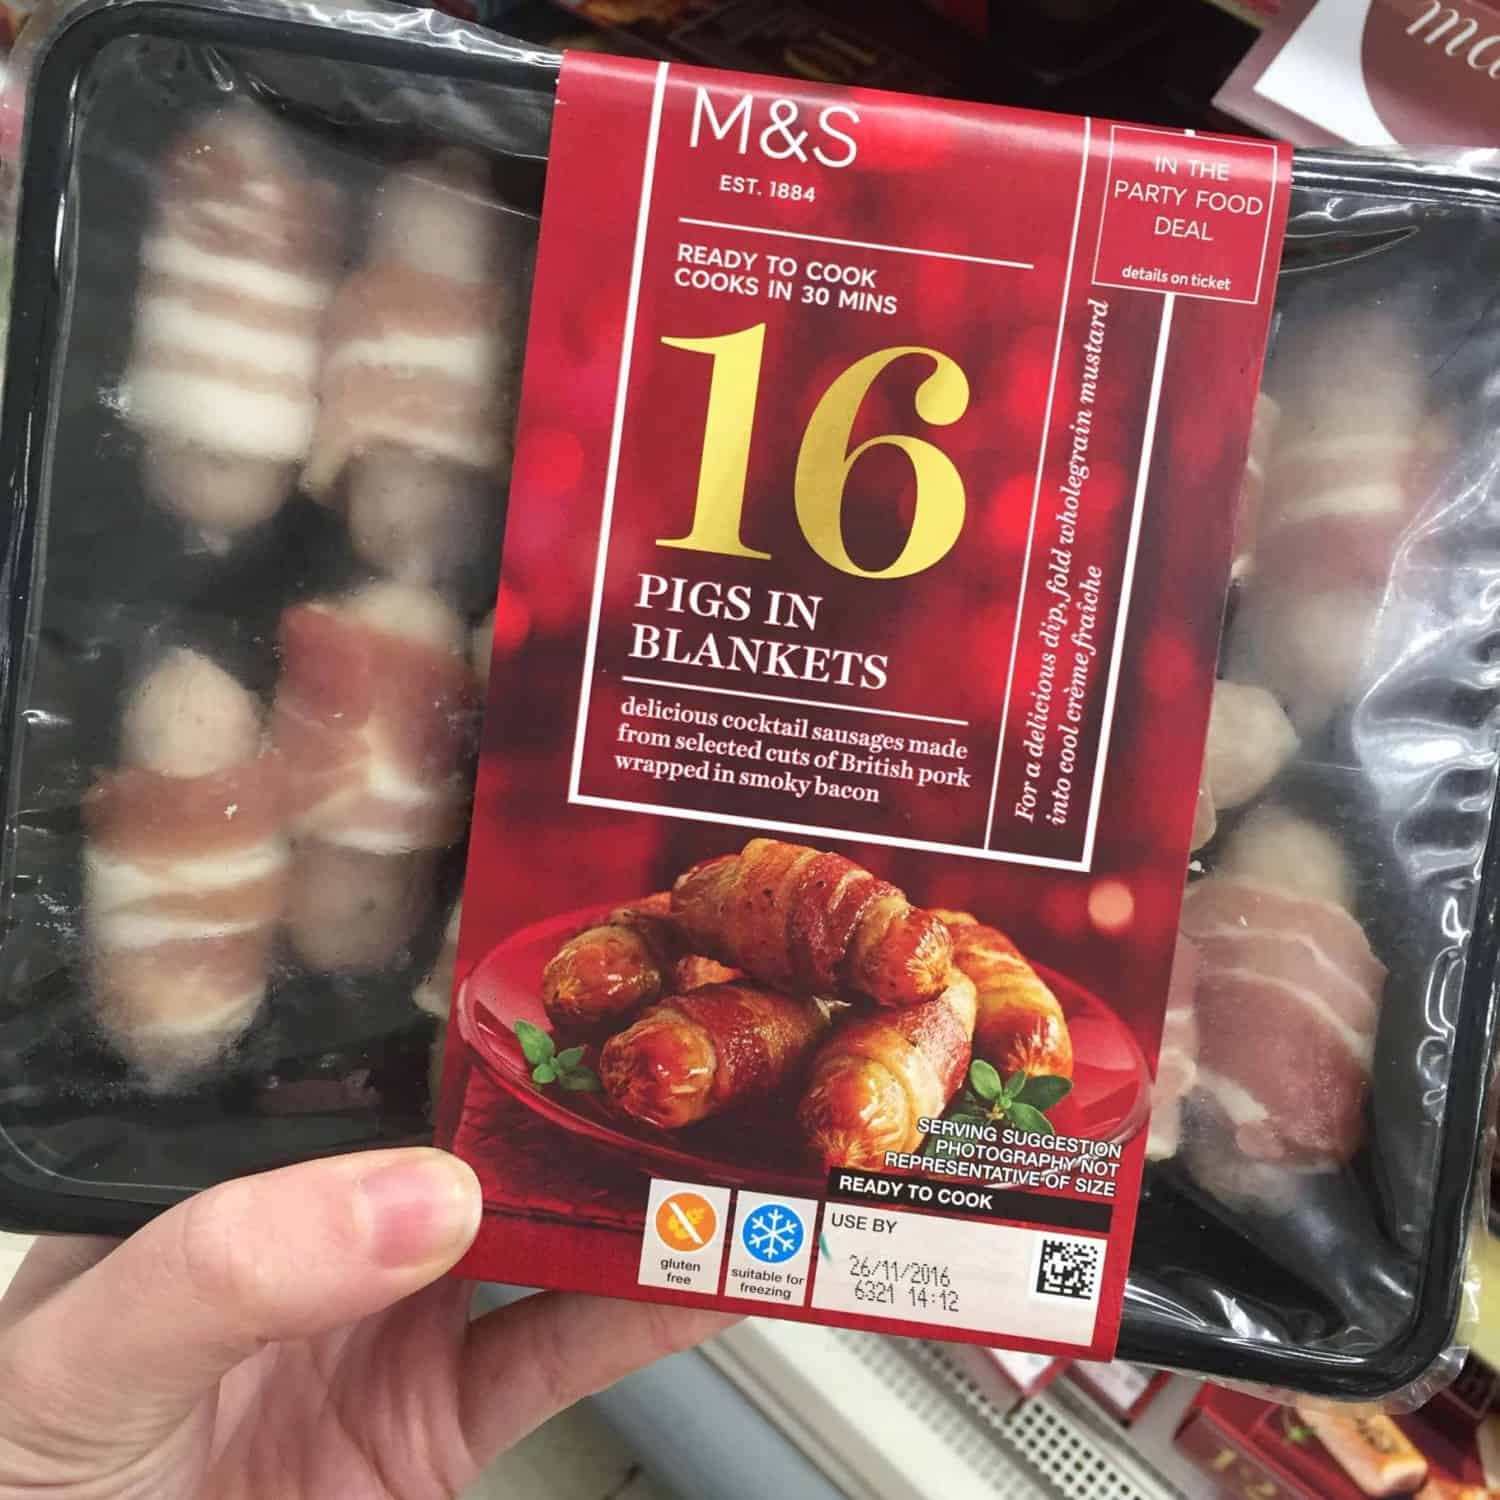 M&S
EST. 1884
READY TO COOK
COOKS IN 30 MINS
16
PIGS IN
BLANKETS
delicious cocktail sausages made
from selected cuts of British pork
wrapped in smoky bacon
For a delicious dip, fold wholegrain mustard
into cool crème fraîche
IN THE
PARTY FOOD
DEAL
details on ticket
SERVING SUGGESTION
PHOTOGRAPHY NOT
REPRESENTATIVE OF SIZE
gluten
free
suitable for
freezing
READY TO COOK
USE BY
26/11/2016
6321 14:12